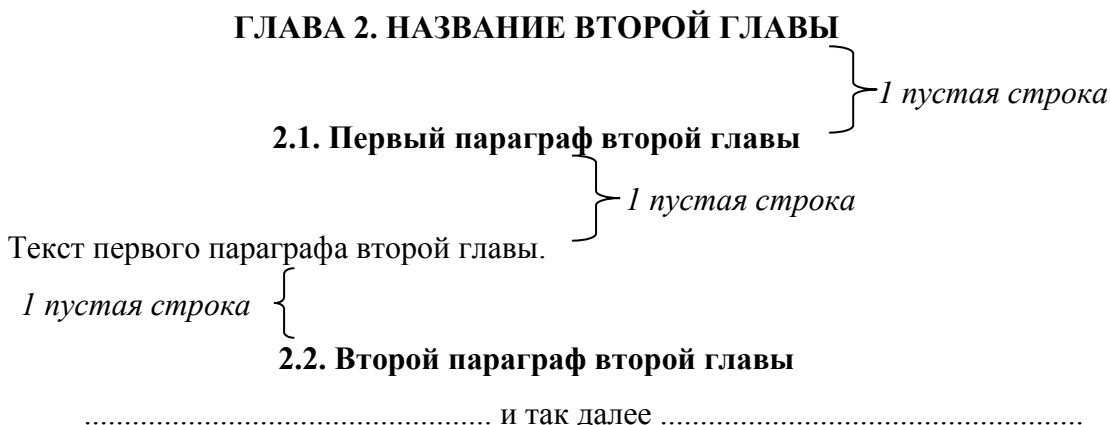 ГЛАВА 2. НАЗВАНИЕ ВТОРОЙ ГЛАВЫ
1 пустая строка
2.1. Первый параграф второй главы
1 пустая строка
Текст первого параграфа второй главы.
1 пустая строка
2.2. Второй параграф второй главы
................................................... и так далее .....................................................